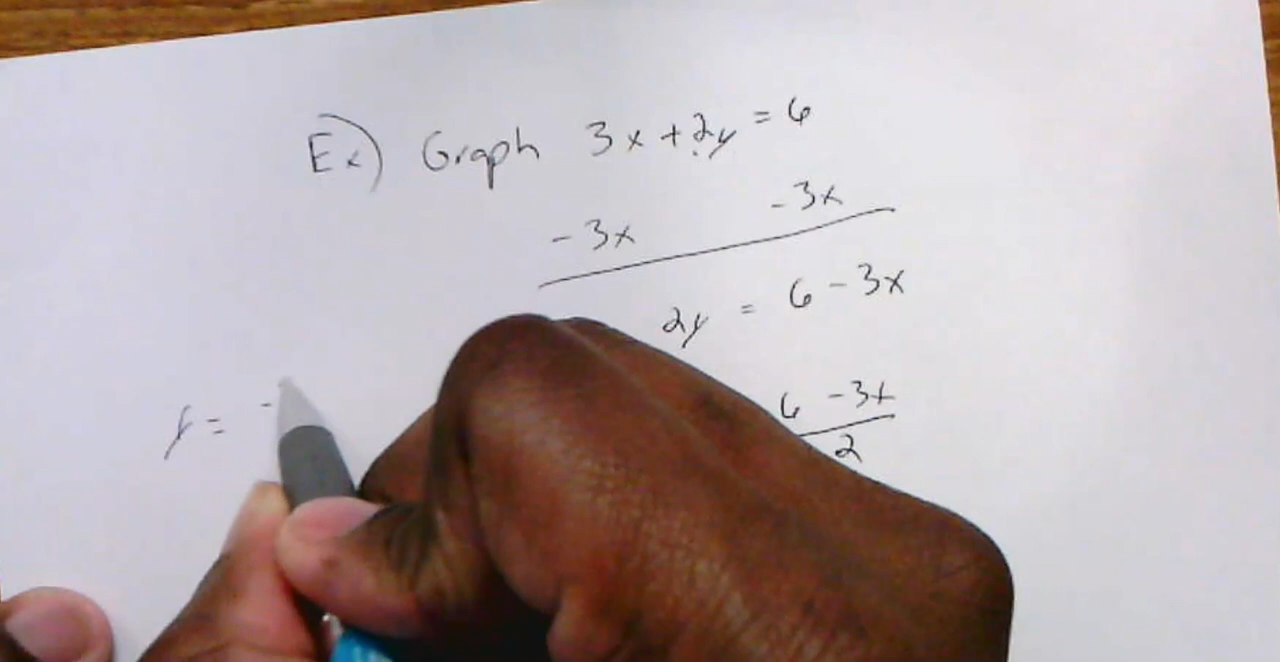 Ex) Graph 3x+2y = 6
-3x -3x
2y = 6 - 3x
6 - 3x
2
y = -